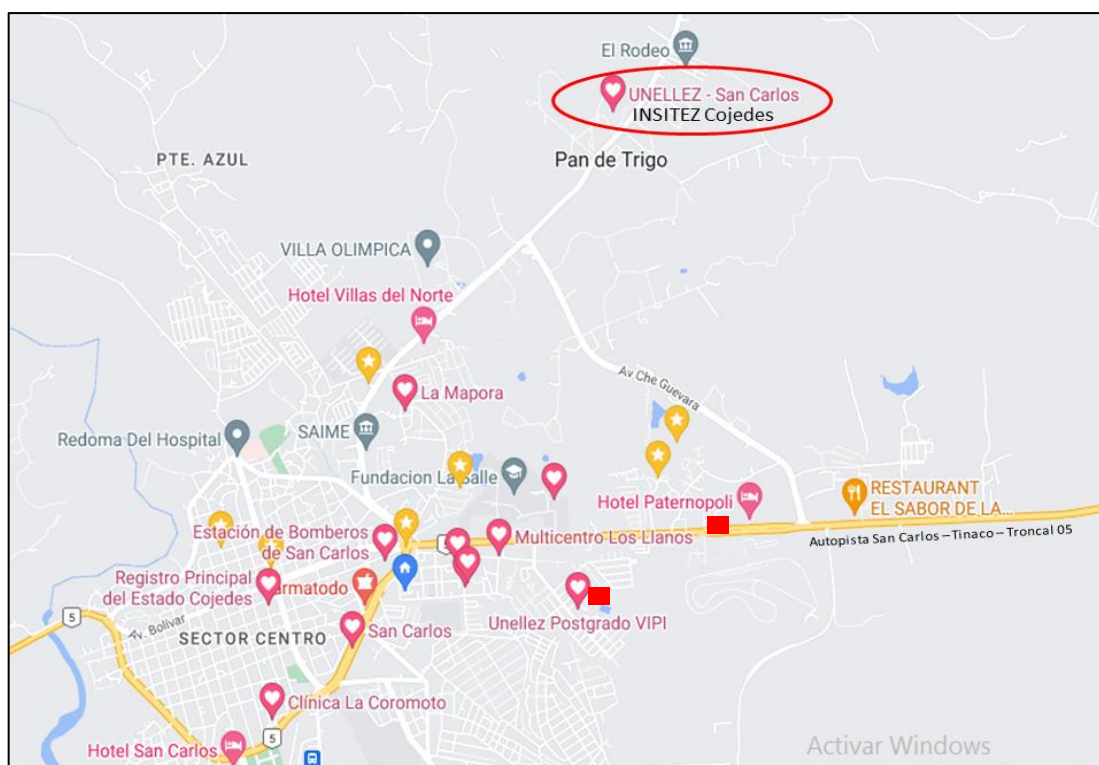 El Rodeo
UNELLEZ - San Carlos
INSITEZ Cojedes
PTE. AZUL
Pan de Trigo
VILLA OLIMPICA
Hotel Villas del Norte
Av Che Guevara
La Mapora
Redoma Del Hospital
SAIME
Fundacion La Salle
Hotel Paternopoli
RESTAURANT
EL SABOR DE LA...
Estación de Bomberos
de San Carlos
5
Multicentro Los Llanos
Autopista San Carlos – Tinaco – Troncal 05
Registro Principal
del Estado Cojedes
armatodo
Unellez Postgrado VIPI
5
Av. Bolivar
SECTOR CENTRO
San Carlos
Clínica La Coromoto
5
Hotel San Carlos
Activar Windows